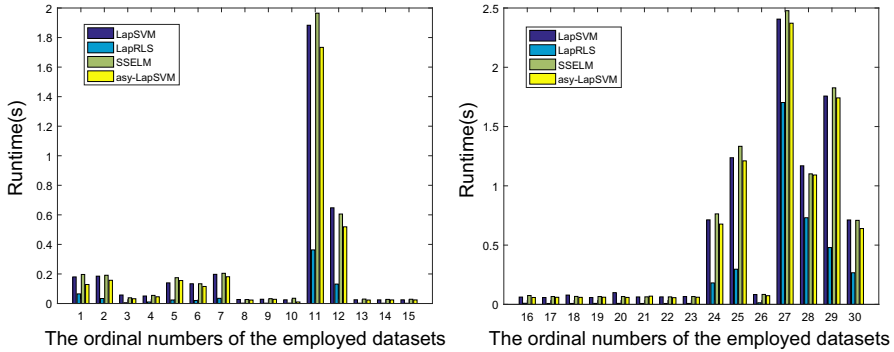 2
1.8
1.6
1.4
1.2
1
0.8
0.6
0.4
0.2
0
Runtime(s)
LapSVM
LapRLS
SSELM
asy-LapSVM
1 2 3 4 5 6 7 8 9 10 11 12 13 14 15
The ordinal numbers of the employed datasets
2.5
2
1.5
1
0.5
0
Runtime(s)
LapSVM
LapRLS
SSELM
asy-LapSVM
16 17 18 19 20 21 22 23 24 25 26 27 28 29 30
The ordinal numbers of the employed datasets